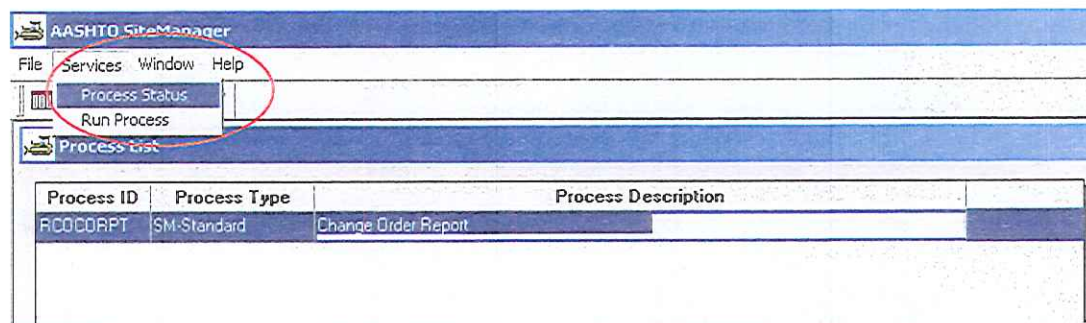 AASHTO SiteManager
File Services Window Help
Process Status
Run Process
Process List
Process ID Process Type Process Description
RCOCORPT SM-Standard Change Order Report